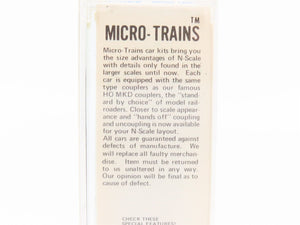 TM
MICRO-TRAINS
Micro-Trains car kits bring you
the size advantages of N-Scale
with details only found in the
larger scales until now. Each
car is equipped with the same
type couplers as our famous
HO MKD couplers, the "stand-
ard by choice" of model rail-
roaders. Closer to scale appear-
ance and "hands off" coupling
and uncoupling is now available
for your N-Scale layout.
All cars are guaranteed against
defects of manufacture. We
will replace all faulty merchan-
dise. Item must be returned
to us unaltered in any way.
Our opinion will be final as to
cause of defect.
CHECK THESE
SPECIAL FEATURES: